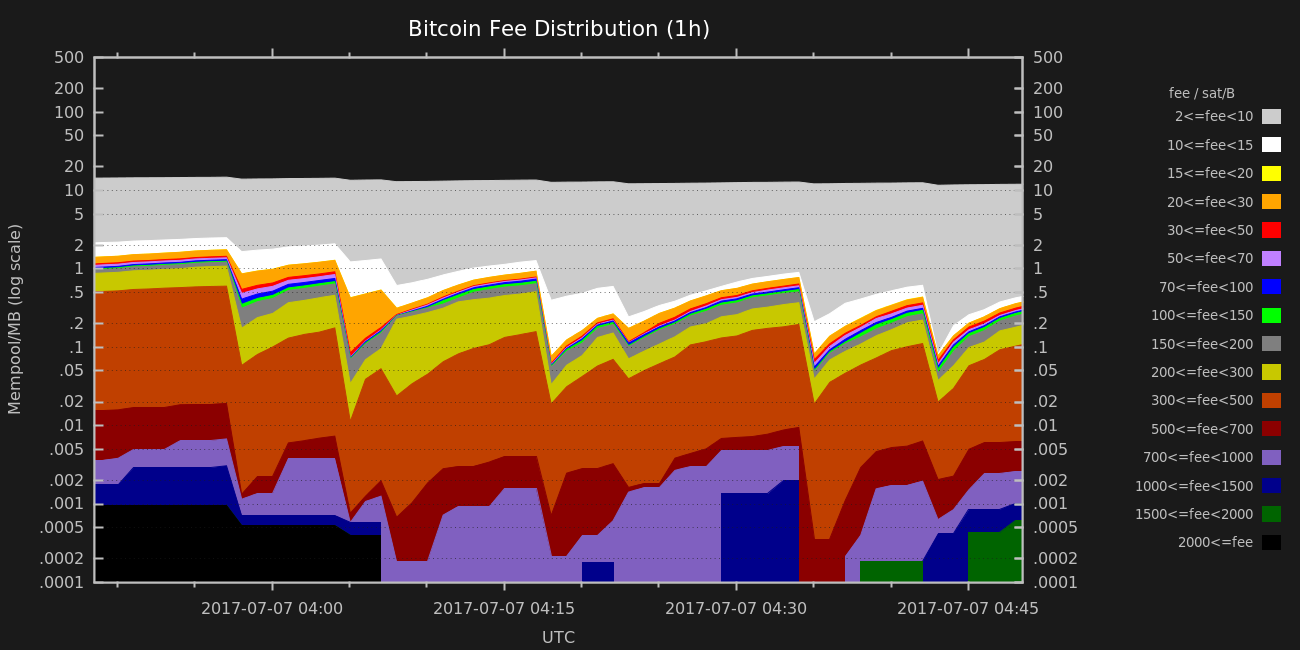 Bitcoin Fee Distribution (1h)
Mempool/MB (log scale)
500
200
100
50
20
10
5
2
1
.5
.2
.1
.05
.02
.01
.005
.002
.001
.0005
.0002
.0001
500
200
100
50
20
10
5
2
1
.5
.2
.1
.05
.02
.01
.005
.002
.001
.0005
.0002
.0001
2017-07-07 04:00
2017-07-07 04:15
2017-07-07 04:30
2017-07-07 04:45
UTC
fee / sat/B
2<=fee<10
10<=fee<15
15<=fee<20
20<=fee<30
30<=fee<50
50<=fee<70
70<=fee<100
100<=fee<150
150<=fee<200
200<=fee<300
300<=fee<500
500<=fee<700
700<=fee<1000
1000<=fee<1500
1500<=fee<2000
2000<=fee